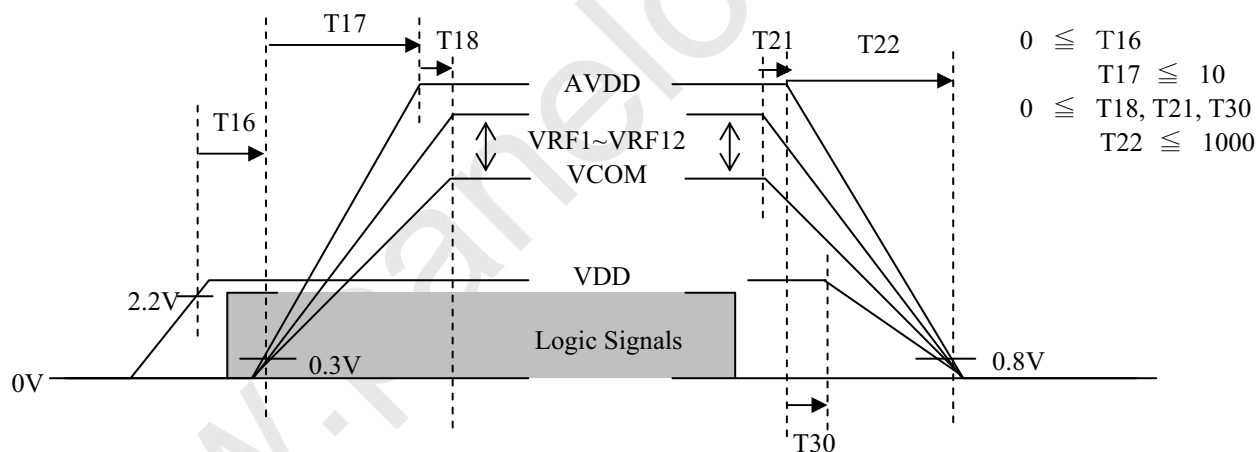 T17
T18
T21
T22
0 ≦ T16
T17 ≦ 10
0 ≦ T18, T21, T30
T22 ≦ 1000
AVDD
T16
VRF1~VRF12
VCOM
VDD
2.2V
Logic Signals
0.3V
0.8V
0V
T30
w.panelo